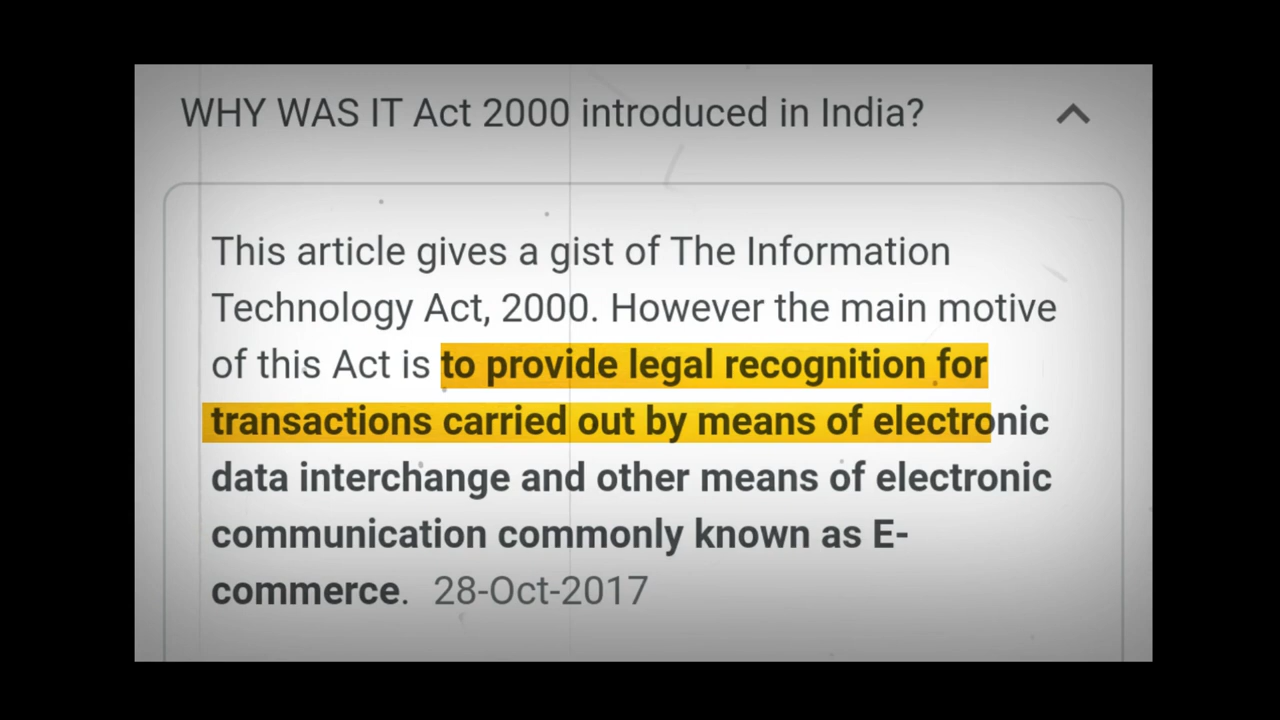 WHY WAS IT Act 2000 introduced in India?
This article gives a gist of The Information
Technology Act, 2000. However the main motive
of this Act is to provide legal recognition for
transactions carried out by means of electronic
data interchange and other means of electronic
communication commonly known as E-
commerce. 28-Oct-2017